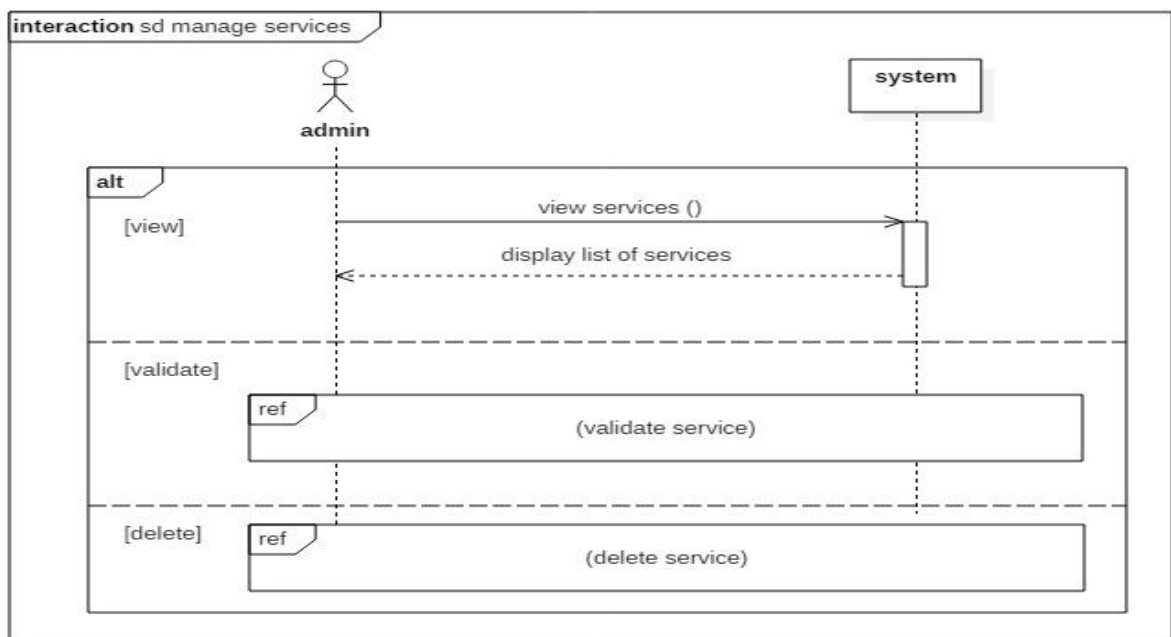 interaction sd manage services
system
admin
alt
[view]
view services ()
display list of services
[validate]
ref
(validate service)
[delete]
ref
(delete service)